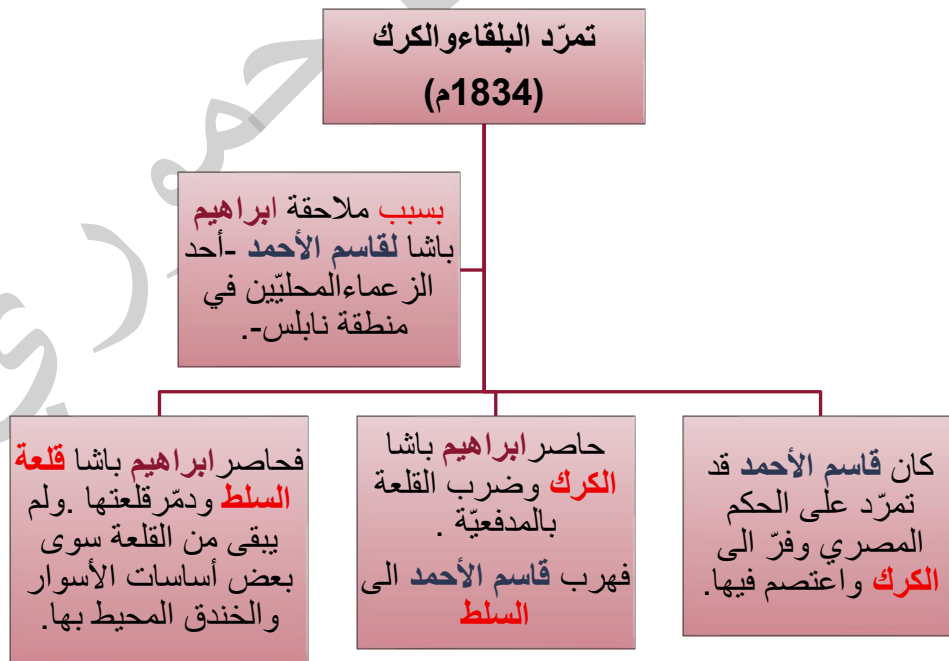 تمرّد البلقاءوالكرك
(1834م)
بسبب ملاحقة ابراهيم
باشا لقاسم الأحمد -أحد
الزعماءالمحليّين في
منطقة نابلس-.
كان قاسم الأحمد قد
تمرّد على الحكم
المصري وفرّ الى
الكرك واعتصم فيها.
حاصرابراهيم باشا
الكرك وضرب القلعة
بالمدفعيّة .
فهرب قاسم الأحمد الى
السلط
فحاصرابراهيم باشا قلعة
السلط ودمّرقلعتها .ولم
يبقى من القلعة سوى
بعض أساسات الأسوار
والخندق المحيط بها.